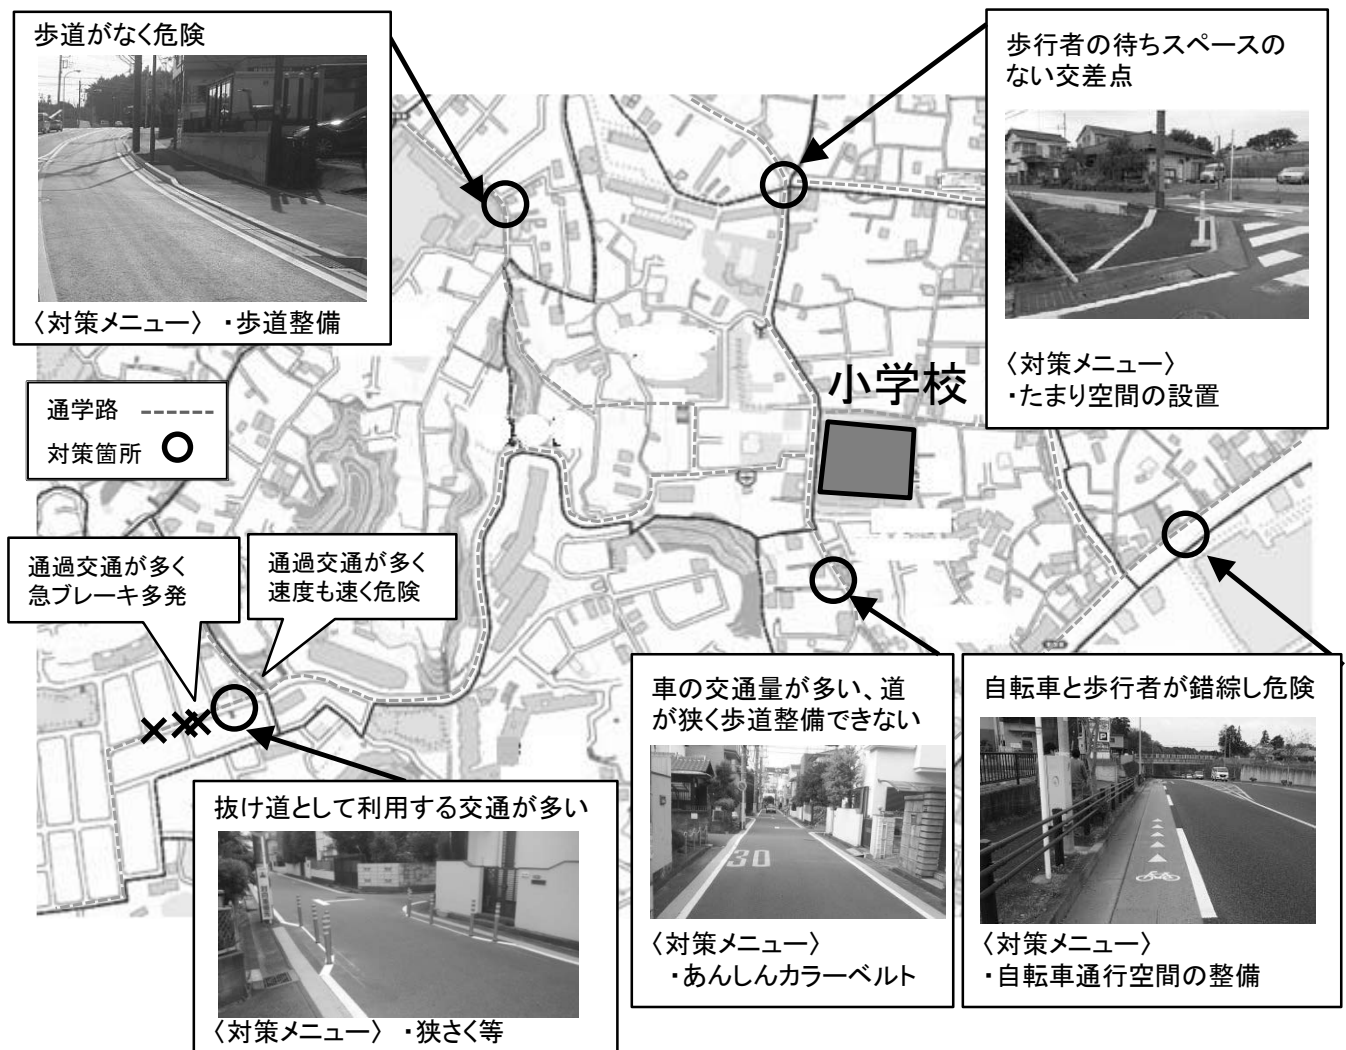 歩道がなく危険
〈対策メニュー〉 ・歩道整備
歩行者の待ちスペースの
ない交差点
〈対策メニュー〉
・たまり空間の設置
小学校
通学路
対策箇所
通過交通が多く
急ブレーキ多発
通過交通が多く
速度も速く危険
抜け道として利用する交通が多い
〈対策メニュー〉 ・狭さく等
車の交通量が多い、道
が狭く歩道整備できない
30
〈対策メニュー〉
・あんしんカラーベルト
自転車と歩行者が錯綜し危険
P
〈対策メニュー〉
・自転車通行空間の整備